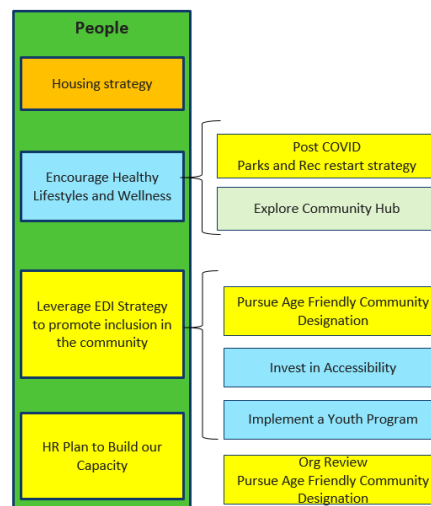 People
Housing strategy
Encourage Healthy
Lifestyles and Wellness
Post COVID
Parks and Rec restart strategy
Explore Community Hub
Leverage EDI Strategy
to promote inclusion in
the community
Pursue Age Friendly Community
Designation
Invest in Accessibility
Implement a Youth Program
HR Plan to Build our
Capacity
Org Review
Pursue Age Friendly Community
Designation